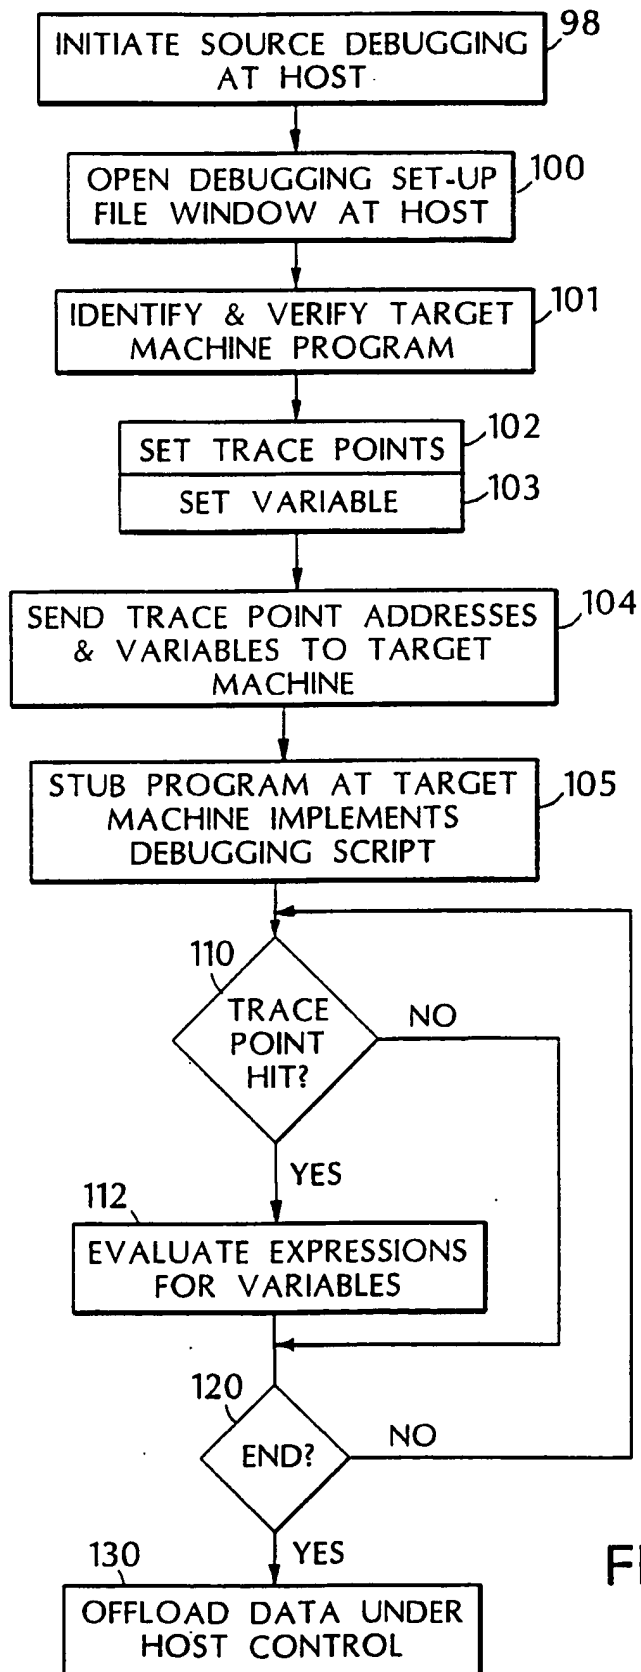 INITIATE SOURCE DEBUGGING
AT HOST
98
OPEN DEBUGGING SET-UP
FILE WINDOW AT HOST
100
IDENTIFY & VERIFY TARGET
MACHINE PROGRAM
101
SET TRACE POINTS
102
SET VARIABLE
103
SEND TRACE POINT ADDRESSES
& VARIABLES TO TARGET
MACHINE
104
STUB PROGRAM AT TARGET
MACHINE IMPLEMENTS
DEBUGGING SCRIPT
105
110
TRACE
POINT
HIT?
NO
YES
112
EVALUATE EXPRESSIONS
FOR VARIABLES
120
END?
NO
YES
130
OFFLOAD DATA UNDER
HOST CONTROL